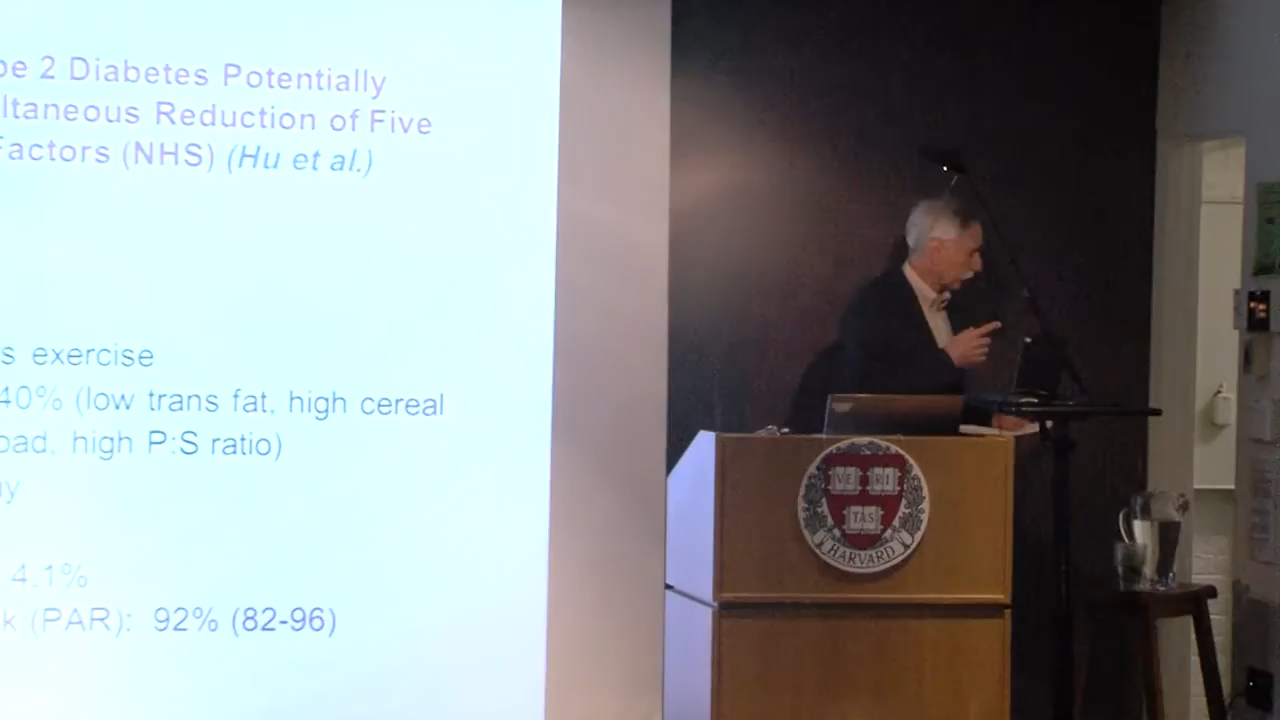 pe 2 Diabetes Potentially
ltaneous Reduction of Five
Factors (NHS) (Hu et al.)
s exercise
40% (low trans fat, high cereal
oad, high P:S ratio)
ay
4.1%
k (PAR): 92% (82-96)
VE RI
TAS
HARVARD